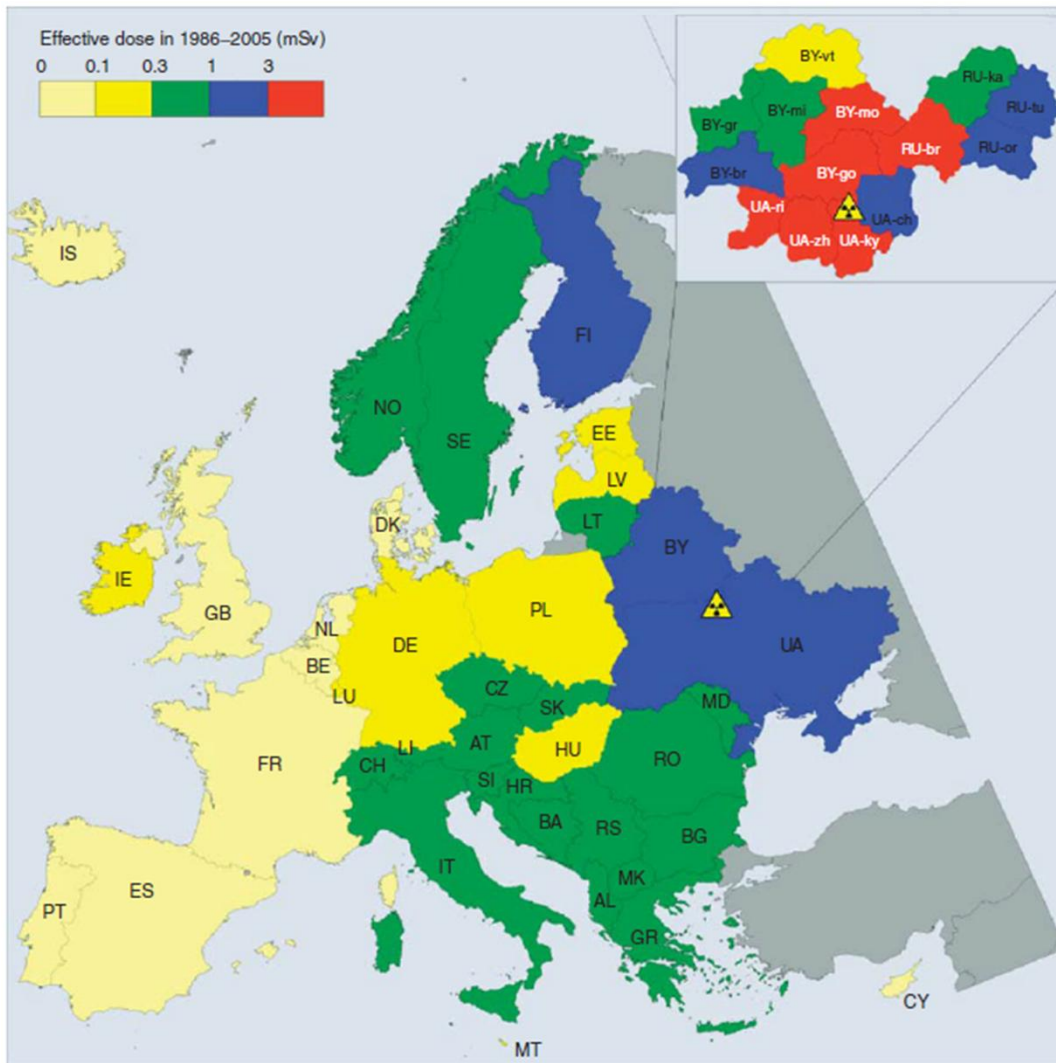 Effective dose in 1986–2005 (mSv)
0 0.1 0.3 1 3
BY-vt
RU-ka
BY-mi
BY-mo
RU-tu
BY-gr
RU-br
RU-or
BY-br
BY-go
UA-ri
UA-ch
UA-zh
UA-ky
IS
FI
NO
SE
EE
LV
DK
LT
BY
IE
GB
PL
NL
DE
UA
BE
LU
CZ
SK
MD
LI
AT
HU
FR
CH
RO
SI
HR
BA
RS
BG
IT
MK
ES
PT
AL
GR
CY
MT